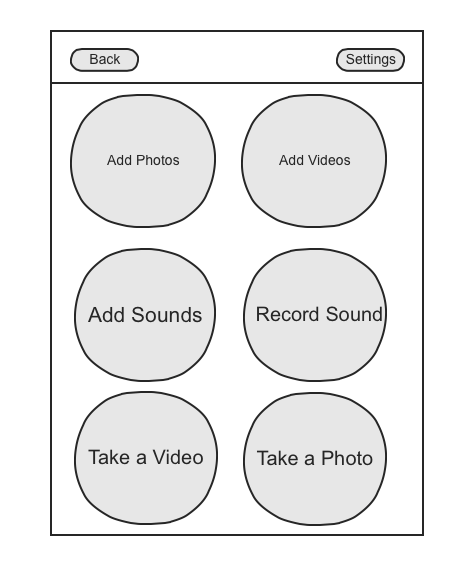 Back
Settings
Add Photos
Add Videos
Add Sounds
Record Sound
Take a Video
Take a Photo